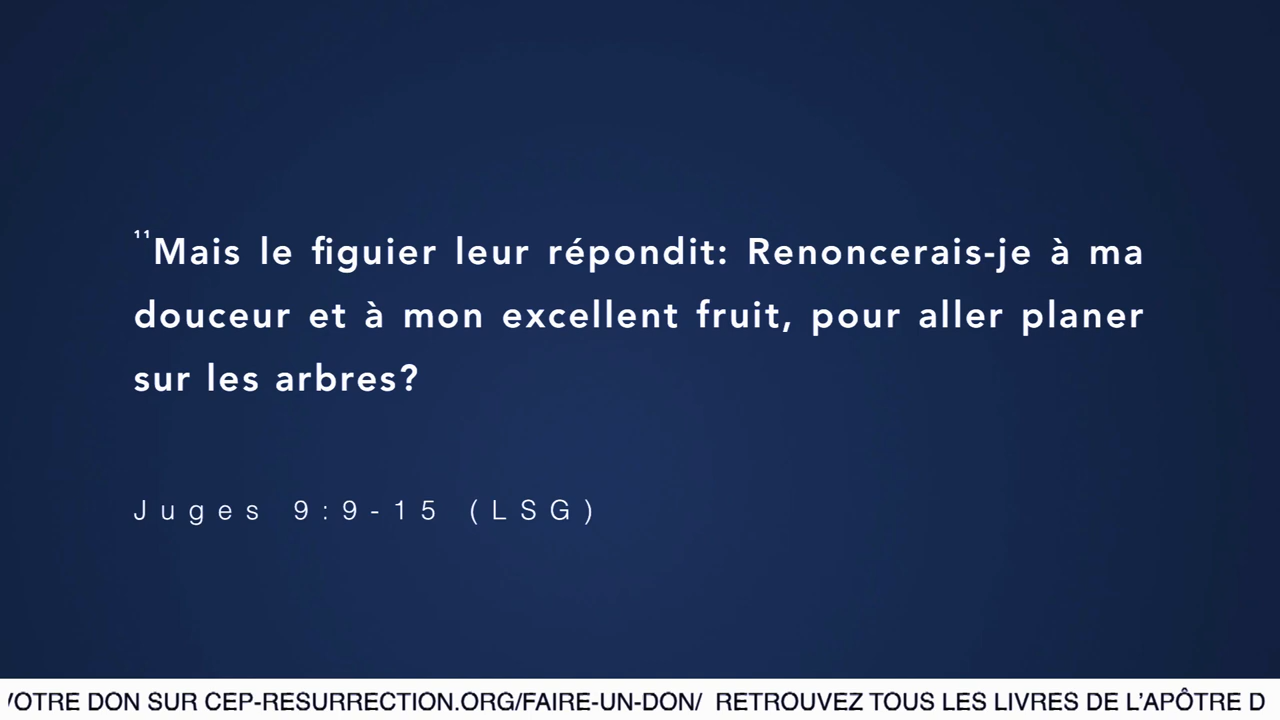 ¹¹Mais le figuier leur répondit: Renoncerais-je à ma
douceur et à mon excellent fruit, pour aller planer
sur les arbres?
Juges 9:9-15 (LSG)
VOTRE DON SUR CEP-RESURRECTION.ORG/FAIRE-UN-DON/ RETROUVEZ TOUS LES LIVRES DE L’APÔTRE D